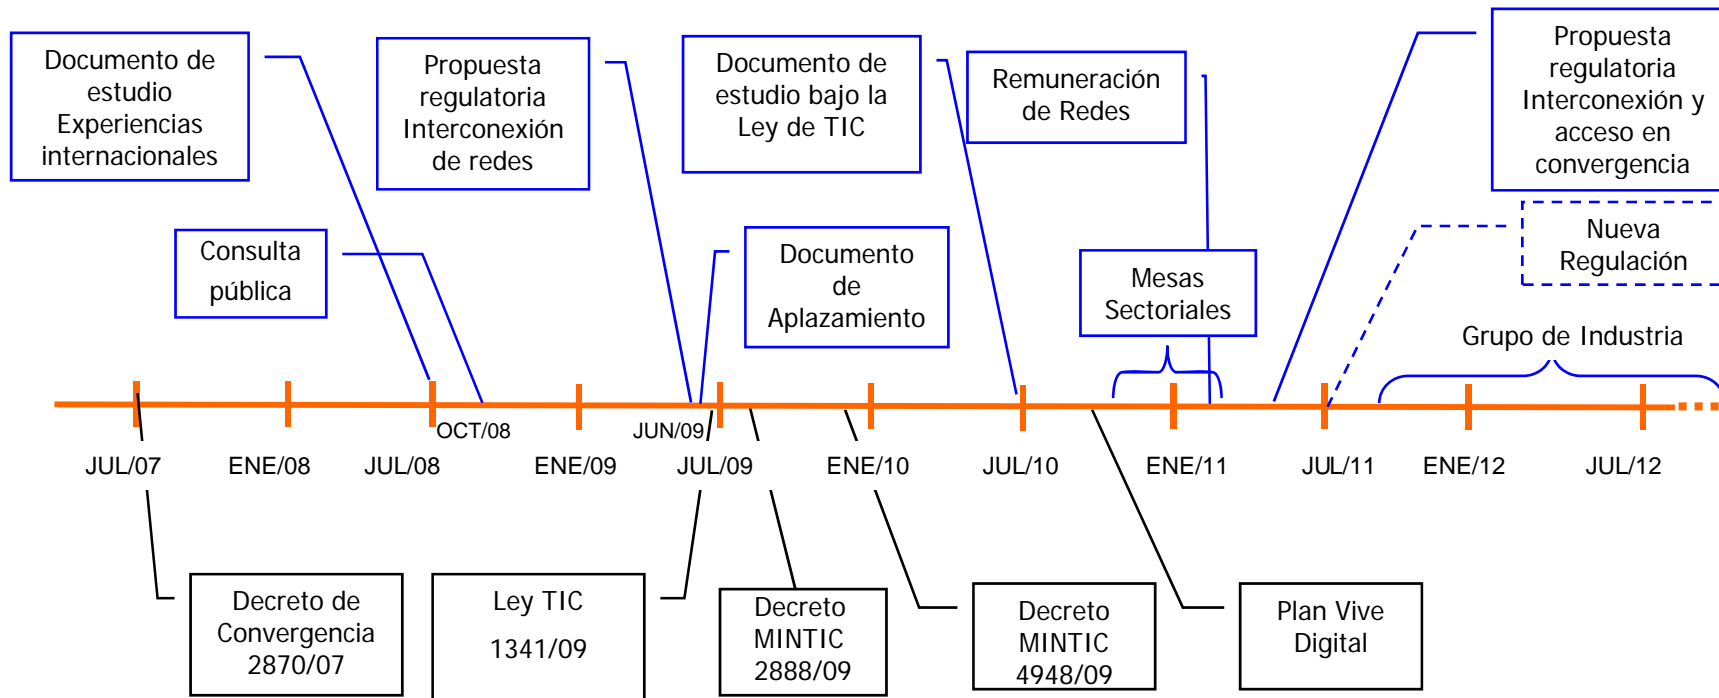 Documento de
estudio
Experiencias
internacionales
Propuesta
regulatoria
Interconexión
de redes
Documento de
estudio bajo la
Ley de TIC
Remuneración
de Redes
Propuesta
regulatoria
Interconexión y
acceso en
convergencia
Consulta
pública
Documento
de
Aplazamiento
Mesas
Sectoriales
Nueva
Regulación
Grupo de Industria
OCT/08
JUN/09
JUL/07
ENE/08
JUL/08
ENE/09
JUL/09
ENE/10
JUL/10
ENE/11
JUL/11
ENE/12
JUL/12
Decreto de
Convergencia
2870/07
Ley TIC
1341/09
Decreto
MINTIC
2888/09
Decreto
MINTIC
4948/09
Plan Vive
Digital